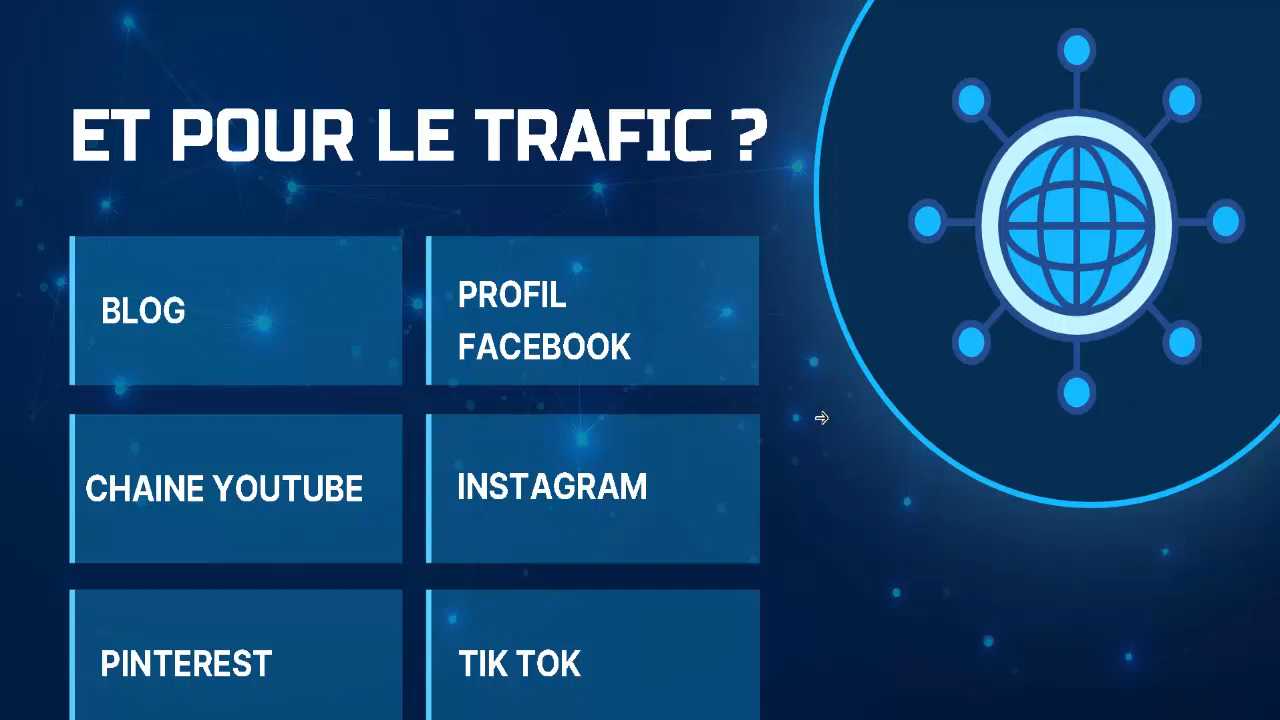 ET POUR LE TRAFIC ?
BLOG
PROFIL
FACEBOOK
CHAINE YOUTUBE
INSTAGRAM
PINTEREST
TIK TOK